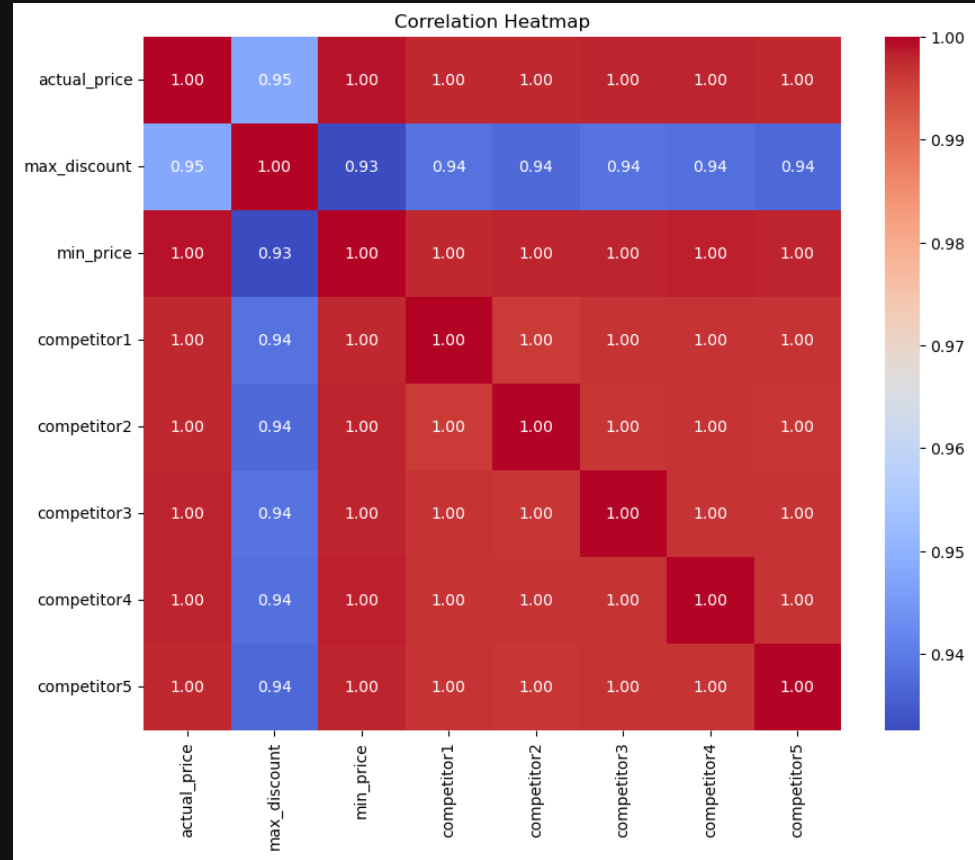 Correlation Heatmap
actual_price 1.00 0.95 1.00 1.00 1.00 1.00 1.00 1.00
max_discount 0.95 1.00 0.93 0.94 0.94 0.94 0.94 0.94
min_price 1.00 0.93 1.00 1.00 1.00 1.00 1.00 1.00
competitor1 1.00 0.94 1.00 1.00 1.00 1.00 1.00 1.00
competitor2 1.00 0.94 1.00 1.00 1.00 1.00 1.00 1.00
competitor3 1.00 0.94 1.00 1.00 1.00 1.00 1.00 1.00
competitor4 1.00 0.94 1.00 1.00 1.00 1.00 1.00 1.00
competitor5 1.00 0.94 1.00 1.00 1.00 1.00 1.00 1.00
actual_price
max_discount
min_price
competitor1
competitor2
competitor3
competitor4
competitor5
1.00
0.99
0.98
0.97
0.96
0.95
0.94